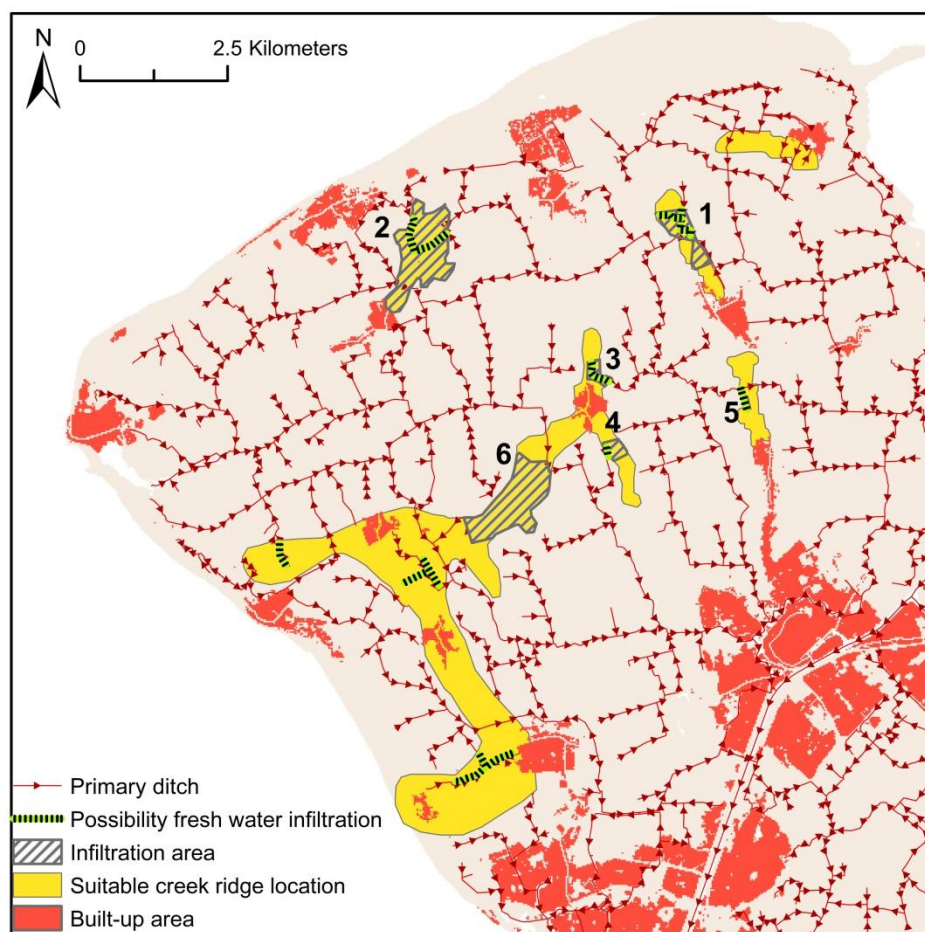 N
0 2.5 Kilometers
1
2
3
4
5
6
Primary ditch
Possibility fresh water infiltration
Infiltration area
Suitable creek ridge location
Built-up area